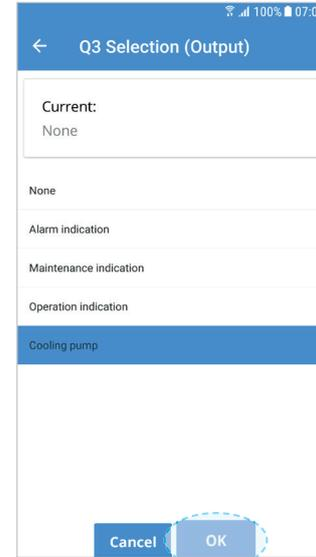 100% 07:0
Q3 Selection (Output)
Current:
None
None
Alarm indication
Maintenance indication
Operation indication
Cooling pump
Cancel OK